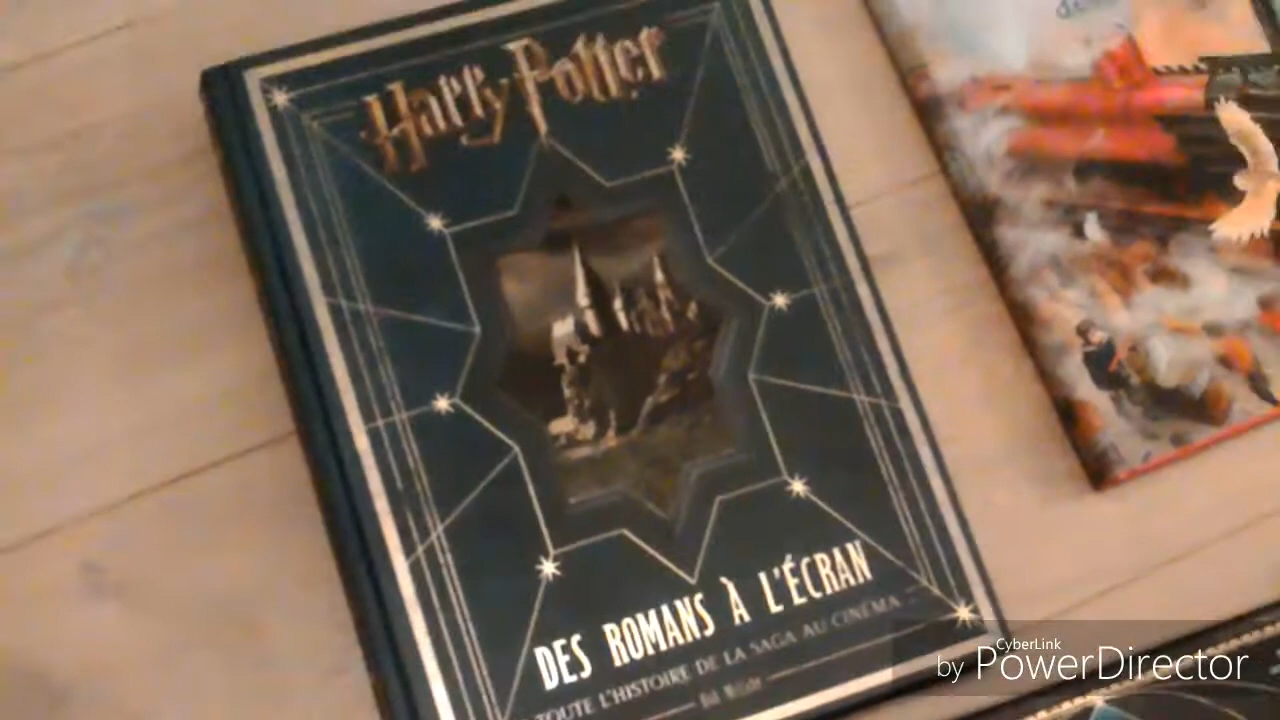 Harry Potter
DES ROMANS À L'ÉCRAN
TOUTE L'HISTOIRE DE LA SAGA AU CINÉMA
CyberLink
by PowerDirector